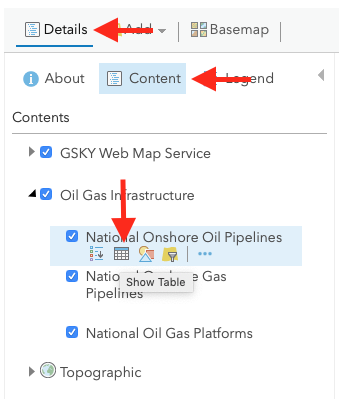 Details Add Basemap
About Content Legend
Contents
GSKY Web Map Service
Oil Gas Infrastructure
National Onshore Oil Pipelines
Show Table
National Onshore Gas
Pipelines
National Oil Gas Platforms
Topographic